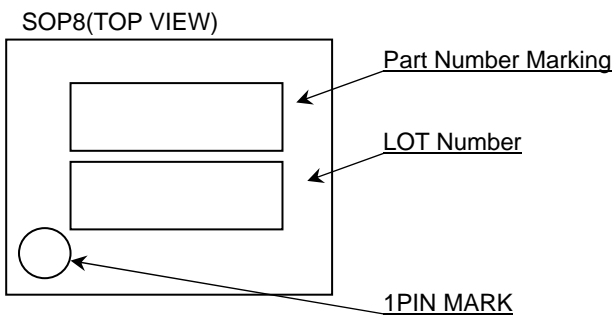 SOP8(TOP VIEW)
Part Number Marking
LOT Number
1PIN MARK